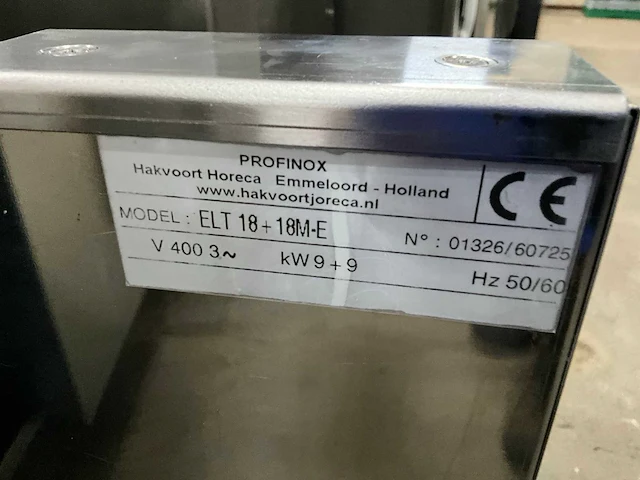 PROFINOX
Hakvoort Horeca Emmeloord - Holland
www.hakvoortjoreca.nl
CE
MODEL : ELT 18 + 18M-E N° : 01326/60725
V 400 3~ kW 9 + 9 Hz 50/60